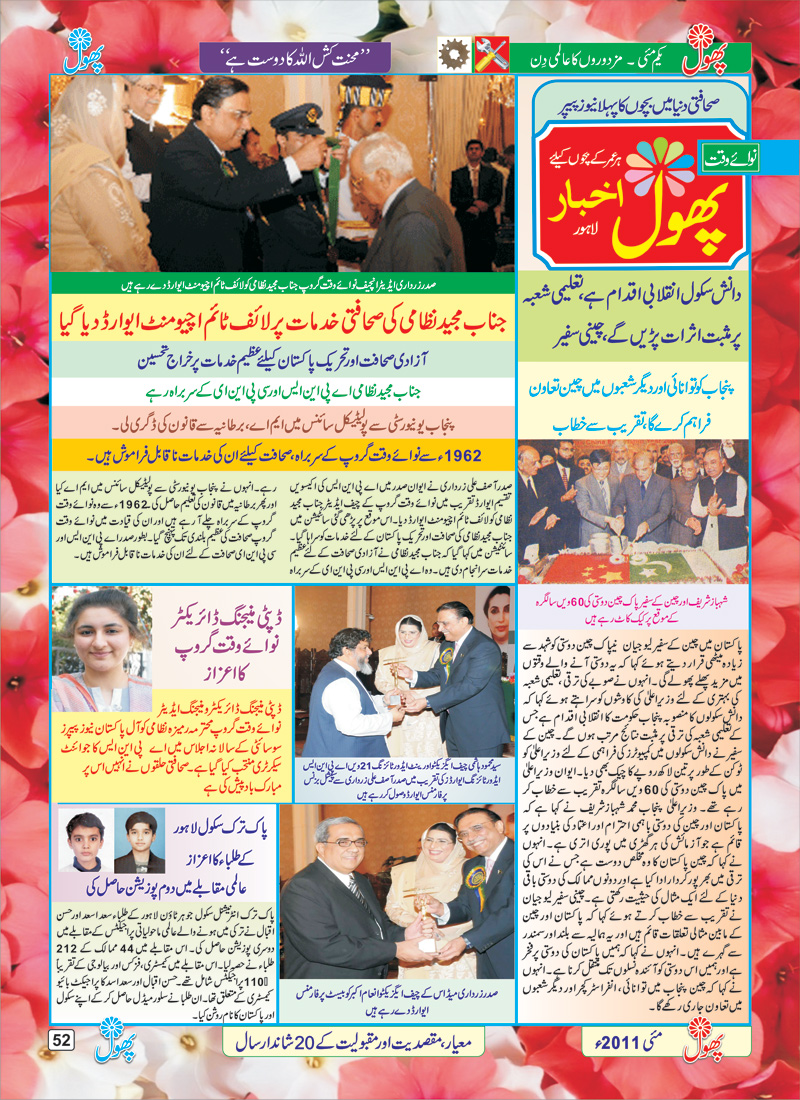 پھول
یکم مئی ۔ مزدوروں کا عالمی دِن
’’محنت کش اللہ کا دوست ہے‘‘
پھول
صحافتی دنیا میں بچوں کا پہلا نیوز پیپر
نوائے وقت
ہر عمر کے بچوں کیلئے
پھول
اخبار
لاہور
دانش سکول انقلابی اقدام ہے، تعلیمی شعبہ
پر مثبت اثرات پڑیں گے، چینی سفیر
پنجاب کو توانائی اور دیگر شعبوں میں چین تعاون
فراہم کرے گا، تقریب سے خطاب
شہباز شریف اور چین کے سفیر پاک چین دوستی کی 60 ویں سالگرہ
کے موقع پر کیک کاٹ رہے ہیں
پاکستان میں چین کے سفیر لیو جیان نے پاک چین دوستی کو شہد سے
زیادہ میٹھی قرار دیتے ہوئے کہا کہ یہ دوستی آنے والے وقتوں
میں مزید پھلے پھولے گی۔ انہوں نے صوبے کی ترقی تعلیمی شعبہ
کی بہتری کے لئے وزیراعلیٰ کی کاوشوں کو سراہتے ہوئے کہا کہ
دانش سکولوں کا منصوبہ پنجاب حکومت کا انقلابی اقدام ہے جس
کے تعلیمی شعبہ کی ترقی پر مثبت نتائج مرتب ہوں گے۔ چین کے
سفیر نے دانش سکولوں میں کمپیوٹرز کی فراہمی کے لئے وزیراعلیٰ کو
ٹوکن کے طور پر تین لاکھ روپے کا چیک بھی دیا۔ ایوان وزیراعلیٰ
میں پاک چین دوستی کی 60 ویں سالگرہ تقریب سے خطاب کر
رہے تھے۔ وزیراعلیٰ پنجاب محمد شہباز شریف نے کہا ہے کہ
پاکستان اور چین کی دوستی باہمی احترام اور اعتماد کی بنیادوں پر
قائم ہے جو آزمائش کی ہر گھڑی میں پوری اتری ہے۔ انہوں
نے کہا کہ چین پاکستان کا وہ مخلص دوست ہے جس نے اس کی
ترقی میں بھرپور کردار ادا کیا ہے اور دونوں ممالک کی دوستی باقی
دنیا کے لئے ایک مثال کی حیثیت رکھتی ہے۔ چینی سفیر لیو جیان
نے تقریب سے خطاب کرتے ہوئے کہا کہ پاکستان اور چین
کے مابین مثالی تعلقات قائم ہیں اور یہ ہمالیہ سے بلند اور سمندر
سے گہرے ہیں۔ انہوں نے کہا کہ ہمیں پاکستان کی دوستی پر فخر
ہے اور ہمیں اس دوستی کو آئندہ نسلوں تک منتقل کرنا ہے۔ انہوں
نے کہا کہ چین پنجاب میں توانائی، انفراسٹرکچر اور دیگر شعبوں
میں تعاون جاری رکھے گا۔
صدر زرداری ایڈیٹر انچیف نوائے وقت گروپ جناب مجید نظامی کو لائف ٹائم اچیومنٹ ایوارڈ دے رہے ہیں
جناب مجید نظامی کی صحافتی خدمات پر لائف ٹائم اچیومنٹ ایوارڈ دیا گیا
آزادی صحافت اور تحریک پاکستان کیلئے عظیم خدمات پر خراج تحسین
جناب مجید نظامی اے پی این ایس اور سی پی این ای کے سربراہ رہے
پنجاب یونیورسٹی سے پولیٹیکل سائنس میں ایم اے، برطانیہ سے قانون کی ڈگری لی۔
1962ء سے نوائے وقت گروپ کے سربراہ، صحافت کیلئے ان کی خدمات ناقابل فراموش ہیں۔
صدر آصف علی زرداری نے ایوان صدر میں اے پی این ایس کی اکیسویں
تقسیم ایوارڈ تقریب میں نوائے وقت گروپ کے چیف ایڈیٹر جناب مجید
نظامی کو لائف ٹائم اچیومنٹ ایوارڈ دیا۔ اس موقع پر پڑھی گئی سائٹیشن میں
جناب مجید نظامی کی صحافت اور تحریک پاکستان کے لئے خدمات کو سراہا گیا۔
سائٹیشن میں کہا گیا کہ جناب مجید نظامی نے آزادی صحافت کے لئے عظیم
خدمات سرانجام دی ہیں۔ وہ اے پی این ایس اور سی پی این ای کے سربراہ
رہے۔ انہوں نے پنجاب یونیورسٹی سے پولیٹیکل سائنس میں ایم اے کیا
اور پھر برطانیہ میں قانون کی تعلیم حاصل کی۔ 1962ء سے وہ نوائے وقت
گروپ کے سربراہ چلے آ رہے ہیں اور ان کی قیادت میں نوائے وقت
گروپ صحافت کی عظیم بلندی تک پہنچ گیا۔ بطور صدر اے پی این ایس اور
سی پی این ای صحافت کے لئے ان کی خدمات ناقابل فراموش ہیں۔
ڈپٹی منیجنگ ڈائریکٹر
نوائے وقت گروپ
کا اعزاز
ڈپٹی منیجنگ ڈائریکٹر و منیجنگ ایڈیٹر
نوائے وقت گروپ محترمہ رمیزہ نظامی کو آل پاکستان نیوز پیپرز
سوسائٹی کے سالانہ اجلاس میں اے پی این ایس کا جوائنٹ
سیکرٹری منتخب کیا گیا ہے۔ صحافتی حلقوں نے انہیں اس پر
مبارکباد پیش کی ہے
سید محمود ہاشمی چیف ایگزیکٹو اورینٹ ایڈورٹائزنگ 21 ویں اے پی این ایس
ایڈورٹائزنگ ایوارڈز کی تقریب میں صدر آصف علی زرداری سے سپیشل بزنس
پرفارمنس ایوارڈ وصول کر رہے ہیں
پاک ترک سکول لاہور
کے طلباء کا اعزاز
عالمی مقابلے میں دوم پوزیشن حاصل کی
پاک ترک انٹرنیشنل سکول جوہر ٹاؤن لاہور کے طلباء سعد اسعد اور حسن
اقبال نے ترکی میں ہونے والے عالمی ماحولیاتی پراجیکٹس کے مقابلے میں
دوسری پوزیشن حاصل کی۔ اس مقابلے میں 44 ممالک کے 212
طلباء نے حصہ لیا۔ اس مقابلے میں کیمسٹری، فزکس اور بیالوجی کے تقریباً
110 پراجیکٹس شامل تھے۔ حسن اقبال اور سعد اسد کا پراجیکٹ بائیو
کیمسٹری کے متعلق تھا۔ ان طلباء نے سلور میڈل حاصل کر کے اپنے سکول
اور پاکستان کا نام روشن کیا۔
صدر زرداری میڈاس کے چیف ایگزیکٹو انعام اکبر کو بیسٹ پرفارمنس
ایوارڈ دے رہے ہیں
پھول
مئی 2011ء
معیار، مقصدیت اور مقبولیت کے 20 شاندار سال
پھول
52